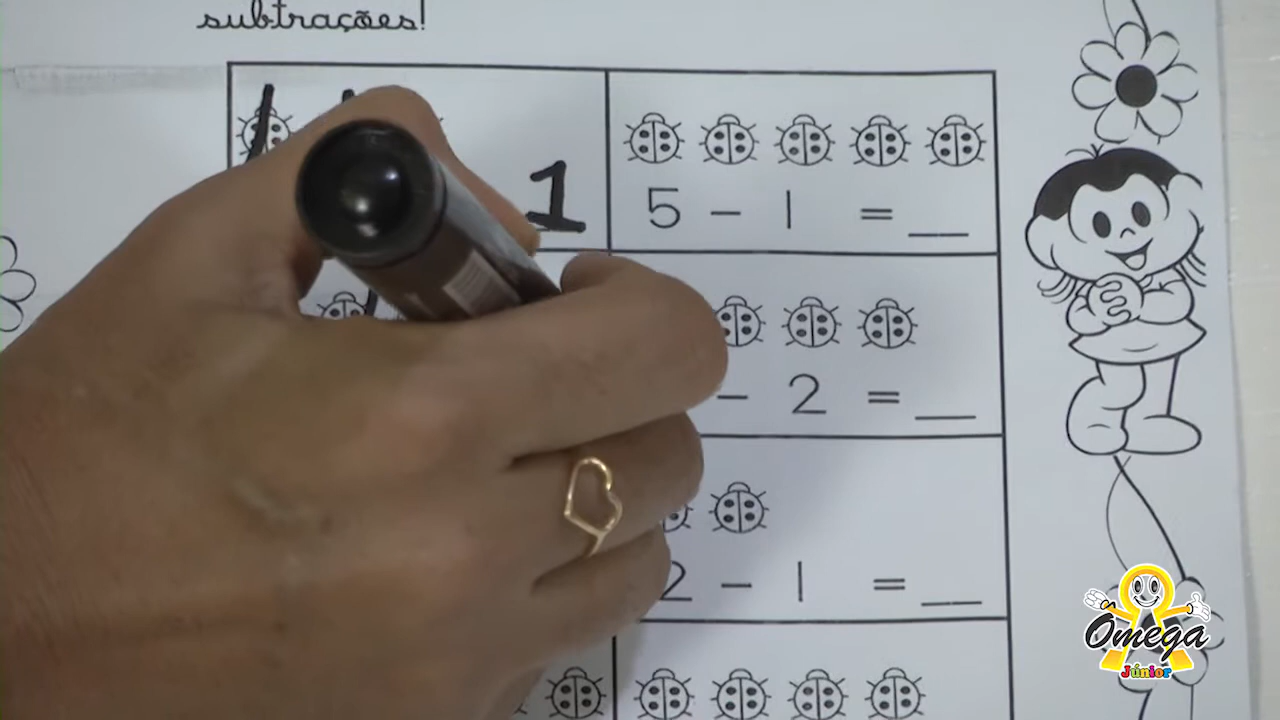 subtrações!
1
5 - 1 = __
- 2 = __
2 - 1 = __
Ômega
Júnior